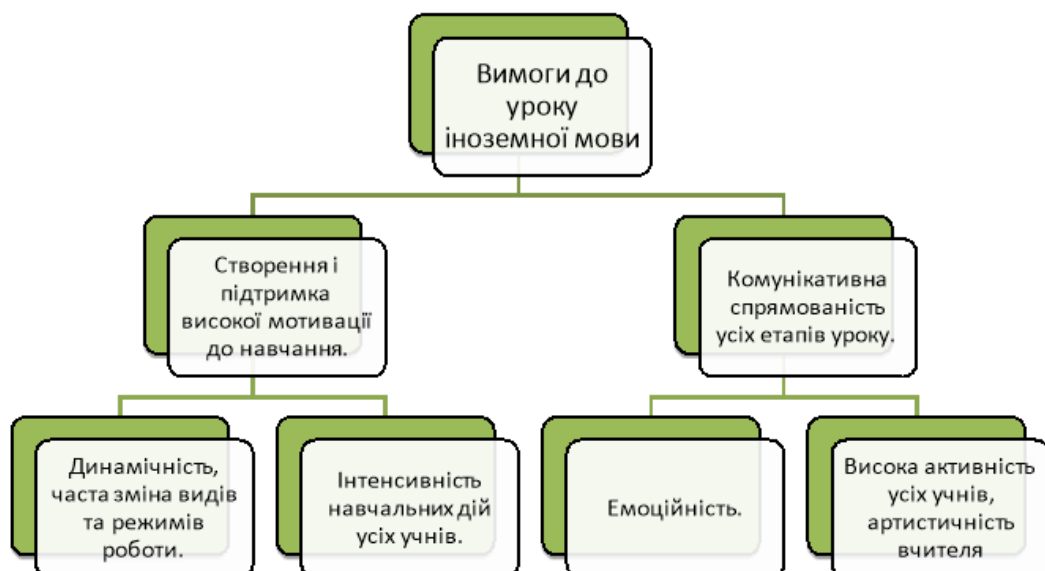 Вимоги до
уроку
іноземної мови
Створення і
підтримка
високої мотивації
до навчання.
Комунікативна
спрямованість
усіх етапів уроку.
Динамічність,
часта зміна видів
та режимів
роботи.
Інтенсивність
навчальних дій
усіх учнів.
Емоційність.
Висока активність
усіх учнів,
артистичність
вчителя